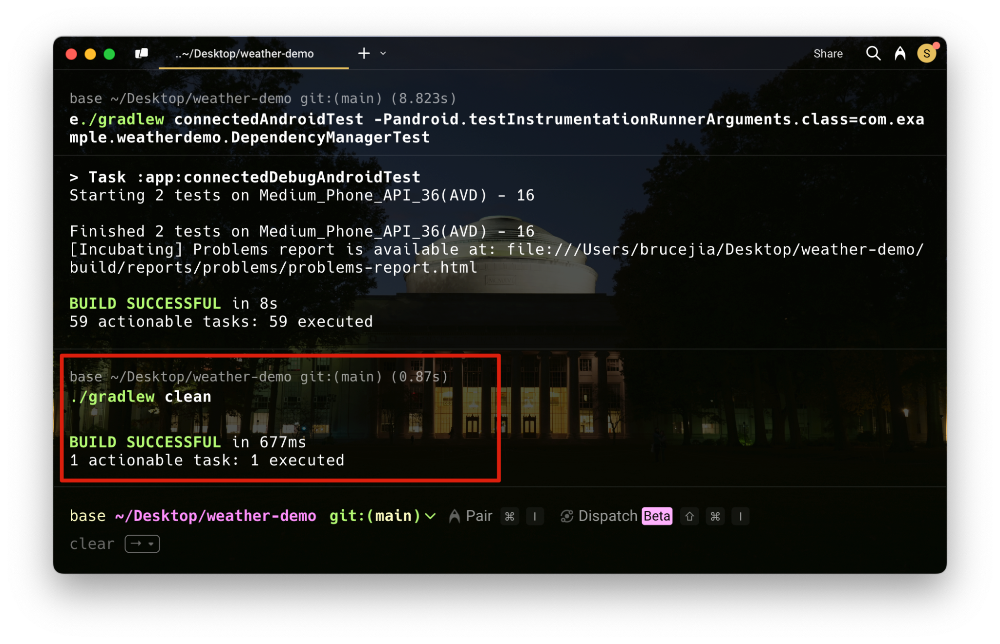 ..~/Desktop/weather-demo
Share
S
base ~/Desktop/weather-demo git:(main) (8.823s)
e./gradlew connectedAndroidTest -Pandroid.testInstrumentationRunnerArguments.class=com.exa
mple.weatherdemo.DependencyManagerTest
> Task :app:connectedDebugAndroidTest
Starting 2 tests on Medium_Phone_API_36(AVD) - 16
Finished 2 tests on Medium_Phone_API_36(AVD) - 16
[Incubating] Problems report is available at: file:///Users/brucejia/Desktop/weather-demo/
build/reports/problems/problems-report.html
MCMXVI
BUILD SUCCESSFUL in 8s
59 actionable tasks: 59 executed
base ~/Desktop/weather-demo git:(main) (0.87s)
./gradlew clean
BUILD SUCCESSFUL in 677ms
1 actionable task: 1 executed
base ~/Desktop/weather-demo git:(main) Pair ⌘ I Dispatch Beta ⇧ ⌘ I
clear →